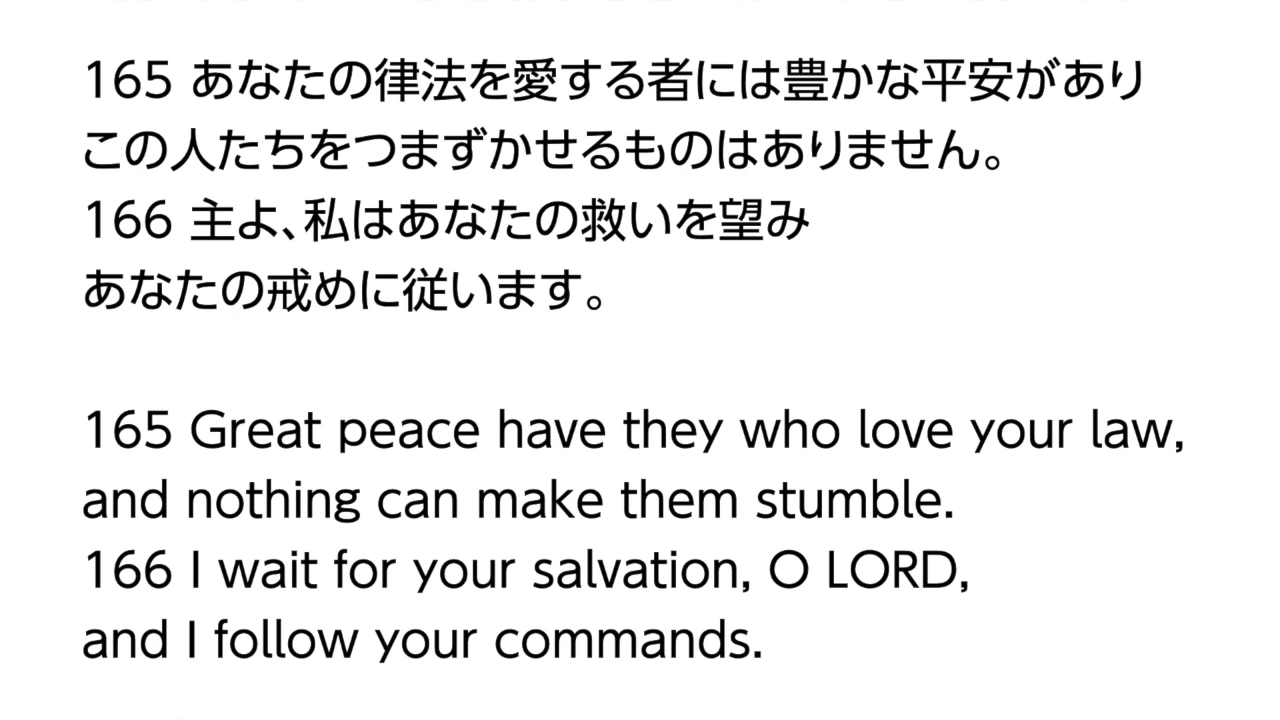 165 あなたの律法を愛する者には豊かな平安があり
この人たちをつまずかせるものはありません。
166 主よ、私はあなたの救いを望み
あなたの戒めに従います。
165 Great peace have they who love your law,
and nothing can make them stumble.
166 I wait for your salvation, O LORD,
and I follow your commands.